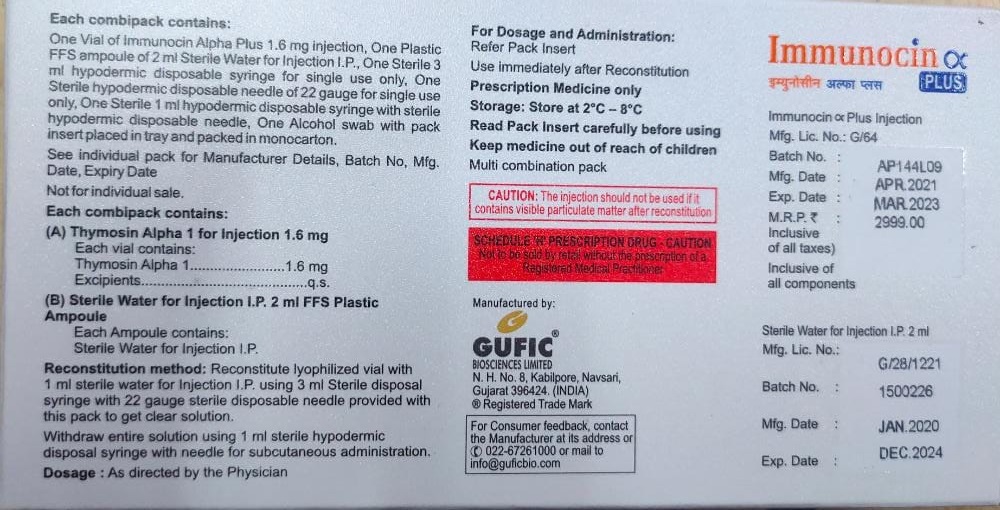 Each combipack contains:
One Vial of Immunocin Alpha Plus 1.6 mg injection, One Plastic
FFS ampoule of 2 ml Sterile Water for Injection I.P., One Sterile 3
ml hypodermic disposable syringe for single use only, One
Sterile hypodermic disposable needle of 22 gauge for single use
only, One Sterile 1 ml hypodermic disposable syringe with sterile
hypodermic disposable needle, One Alcohol swab with pack
insert placed in tray and packed in monocarton.
See individual pack for Manufacturer Details, Batch No, Mfg.
Date, Expiry Date
Not for individual sale.
Each combipack contains:
(A) Thymosin Alpha 1 for Injection 1.6 mg
Each vial contains:
Thymosin Alpha 1........................1.6 mg
Excipients..........................................q.s.
(B) Sterile Water for Injection I.P. 2 ml FFS Plastic
Ampoule
Each Ampoule contains:
Sterile Water for Injection I.P.
Reconstitution method: Reconstitute lyophilized vial with
1 ml sterile water for Injection I.P. using 3 ml Sterile disposal
syringe with 22 gauge sterile disposable needle provided with
this pack to get clear solution.
Withdraw entire solution using 1 ml sterile hypodermic
disposal syringe with needle for subcutaneous administration.
Dosage : As directed by the Physician
For Dosage and Administration:
Refer Pack Insert
Use immediately after Reconstitution
Prescription Medicine only
Storage: Store at 2°C – 8°C
Read Pack Insert carefully before using
Keep medicine out of reach of children
Multi combination pack
CAUTION: The injection should not be used if it
contains visible particulate matter after reconstitution
SCHEDULE 'H' PRESCRIPTION DRUG - CAUTION
Not to be sold by retail without the prescription of a
Registered Medical Practitioner
Manufactured by:
GUFIC®
BIOSCIENCES LIMITED
N. H. No. 8, Kabilpore, Navsari,
Gujarat 396424. (INDIA)
® Registered Trade Mark
For Consumer feedback, contact
the Manufacturer at its address or
✆ 022-67261000 or mail to
info@guficbio.com
Immunocin α
इम्युनोसीन अल्फा प्लस PLUS
Immunocin α Plus Injection
Mfg. Lic. No.: G/64
Batch No. : AP144L09
Mfg. Date : APR.2021
Exp. Date : MAR.2023
M.R.P. ₹ : 2999.00
Inclusive
of all taxes)
Inclusive of
all components
Sterile Water for Injection I.P. 2 ml
Mfg. Lic. No.: G/28/1221
Batch No. : 1500226
Mfg. Date : JAN.2020
Exp. Date : DEC.2024